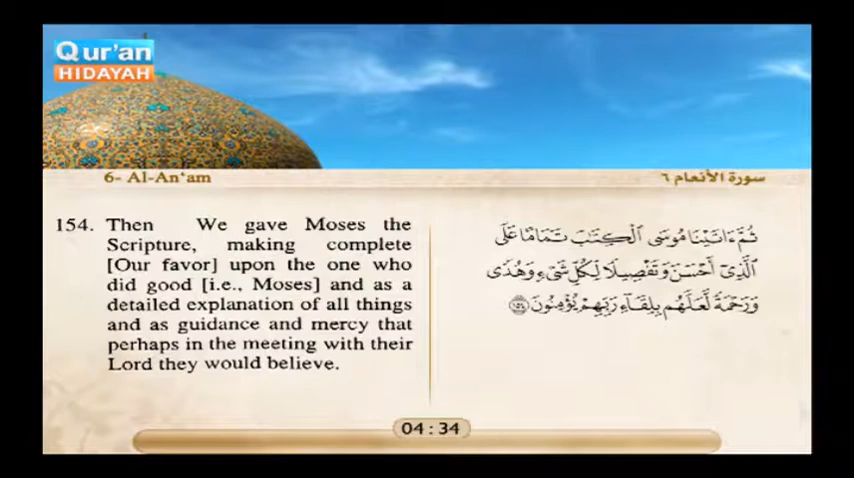 Qur'an
HIDAYAH
6- Al-An‘am
سورة الأنعام ٦
154. Then We gave Moses the
Scripture, making complete
[Our favor] upon the one who
did good [i.e., Moses] and as a
detailed explanation of all things
and as guidance and mercy that
perhaps in the meeting with their
Lord they would believe.
ثُمَّ ءَاتَيْنَا مُوسَى ٱلْكِتَٰبَ تَمَامًا عَلَى
ٱلَّذِىٓ أَحْسَنَ وَتَفْصِيلًا لِّكُلِّ شَىْءٍ وَهُدًى
وَرَحْمَةً لَّعَلَّهُم بِلِقَآءِ رَبِّهِمْ يُؤْمِنُونَ ١٥٤
04:34